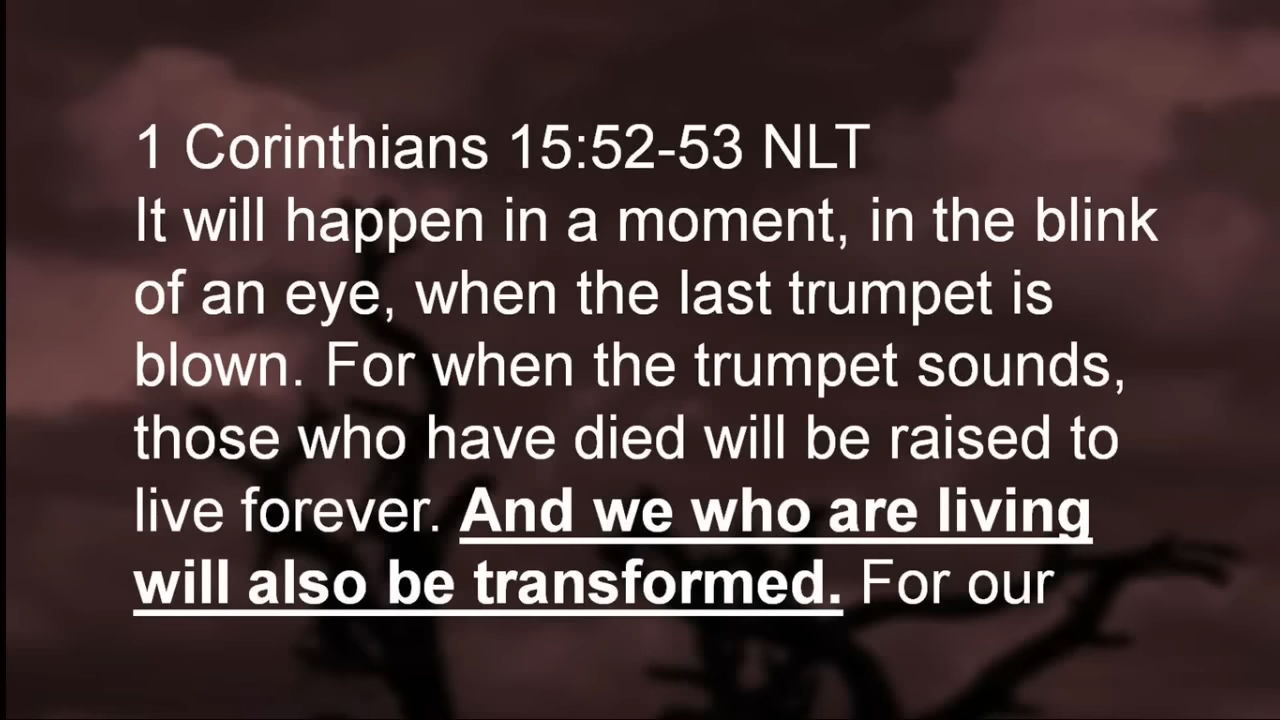 1 Corinthians 15:52-53 NLT
It will happen in a moment, in the blink
of an eye, when the last trumpet is
blown. For when the trumpet sounds,
those who have died will be raised to
live forever. And we who are living
will also be transformed. For our